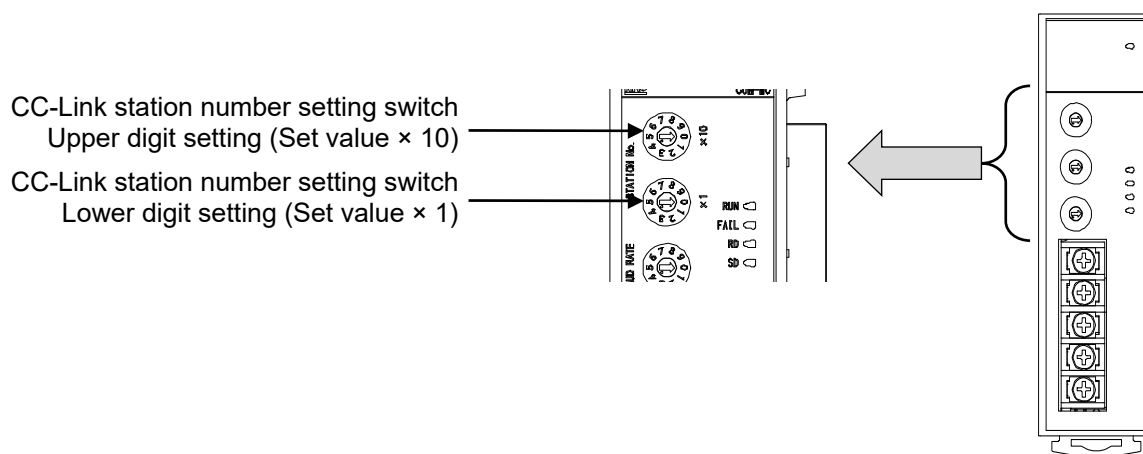 CC-Link station number setting switch
Upper digit setting (Set value × 10)
CC-Link station number setting switch
Lower digit setting (Set value × 1)
STATION No.
×10
×1
RUN
FAIL
RD
SD